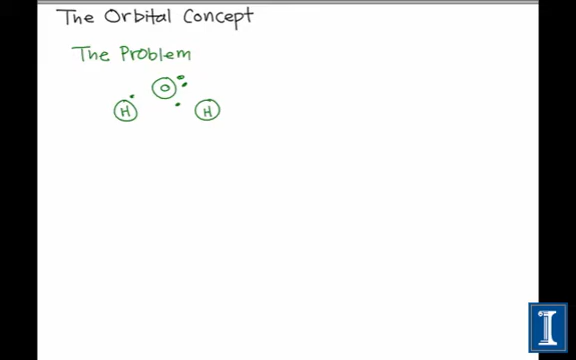 The Orbital Concept
The Problem
O
H H
I